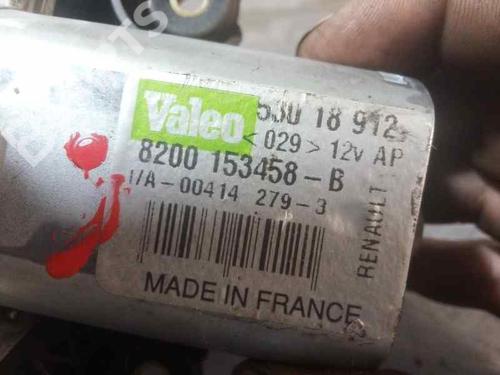 Valeo
530 18 912
<029> 12v AP
8200 153458-B
I/A-00414 279-3
RENAULT
MADE IN FRANCE